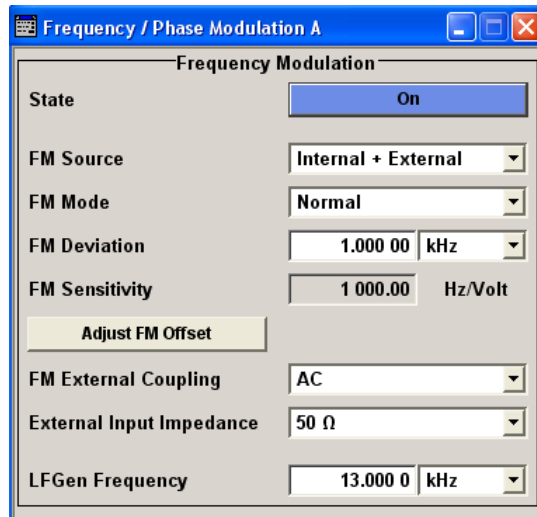 Frequency / Phase Modulation A
Frequency Modulation
State On
FM Source Internal + External
FM Mode Normal
FM Deviation 1.000 00 kHz
FM Sensitivity 1 000.00 Hz/Volt
Adjust FM Offset
FM External Coupling AC
External Input Impedance 50 Ω
LFGen Frequency 13.000 0 kHz